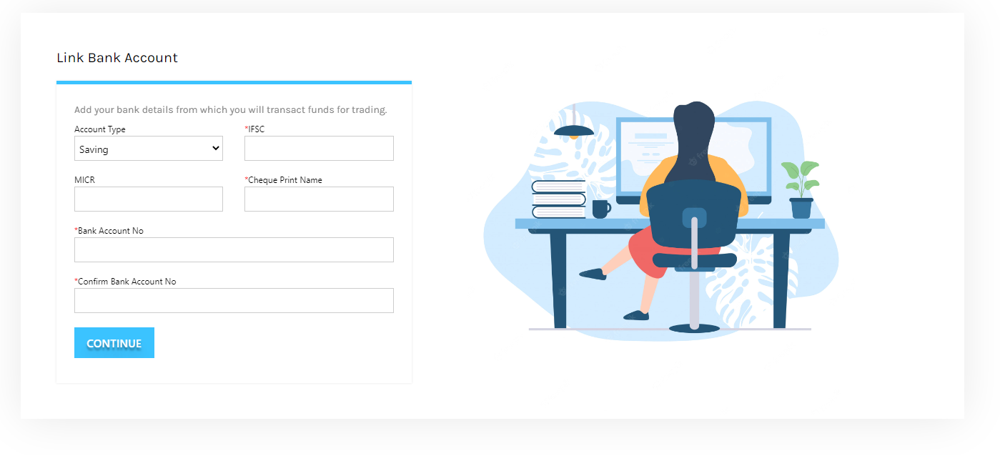 Link Bank Account
Add your bank details from which you will transact funds for trading.
Account Type
*IFSC
Saving
MICR
*Cheque Print Name
*Bank Account No
*Confirm Bank Account No
CONTINUE